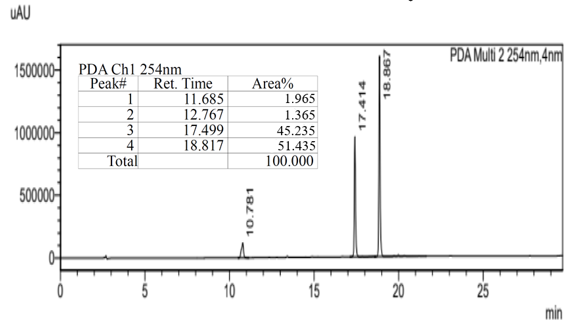 uAU
PDA Multi 2 254nm,4nm
PDA Ch1 254nm
Peak# Ret. Time Area%
1 11.685 1.965
2 12.767 1.365
3 17.499 45.235
4 18.817 51.435
Total 100.000
1500000
1000000
500000
0
10.781
17.414
18.867
0 5 10 15 20 25
min